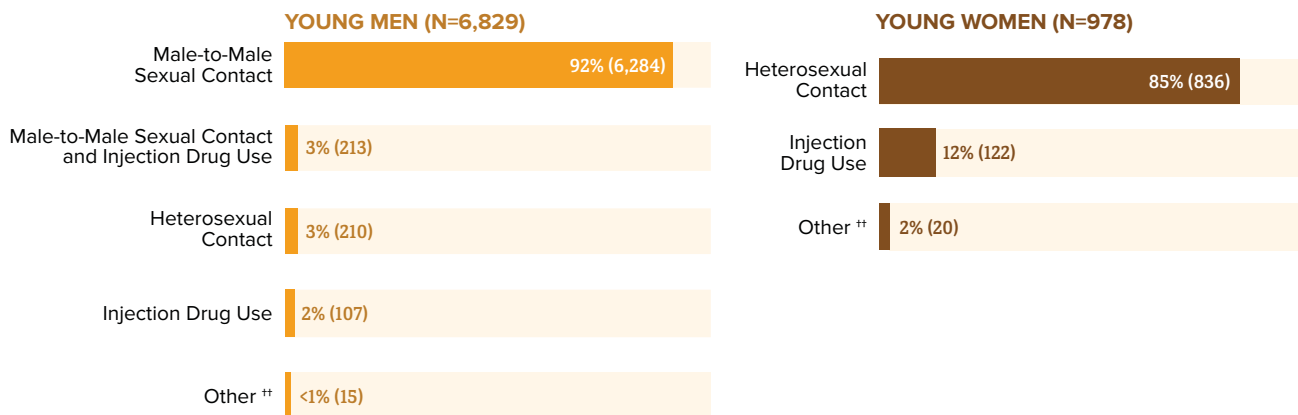 YOUNG MEN (N=6,829)
Male-to-Male
Sexual Contact
92% (6,284)
Male-to-Male Sexual Contact
and Injection Drug Use
3% (213)
Heterosexual
Contact
3% (210)
Injection Drug Use
2% (107)
Other ††
<1% (15)
YOUNG WOMEN (N=978)
Heterosexual
Contact
85% (836)
Injection
Drug Use
12% (122)
Other ††
2% (20)